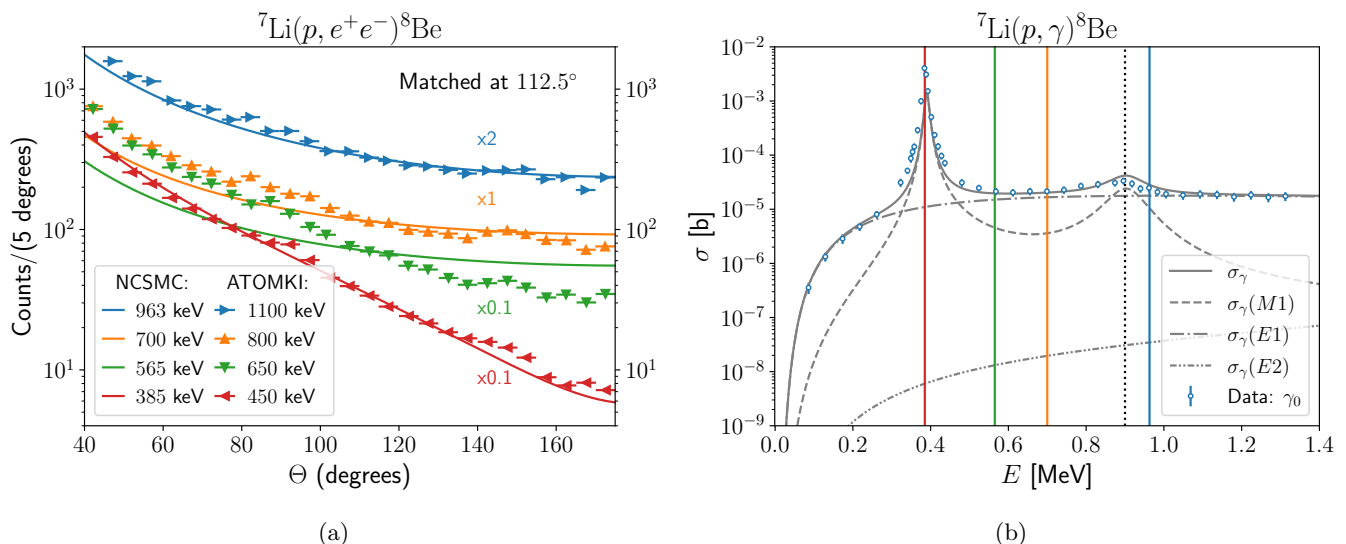 ⁷Li(p, e⁺e⁻)⁸Be
Matched at 112.5°
x2
x1
x0.1
x0.1
NCSMC: ATOMKI:
963 keV 1100 keV
700 keV 800 keV
565 keV 650 keV
385 keV 450 keV
Counts/(5 degrees)
10³ 10³
10² 10²
10¹ 10¹
40 60 80 100 120 140 160
Θ (degrees)
(a)
⁷Li(p, γ)⁸Be
σ [b]
10⁻²
10⁻³
10⁻⁴
10⁻⁵
10⁻⁶
10⁻⁷
10⁻⁸
10⁻⁹
σγ
σγ(M1)
σγ(E1)
σγ(E2)
Data: γ₀
0.0 0.2 0.4 0.6 0.8 1.0 1.2 1.4
E [MeV]
(b)